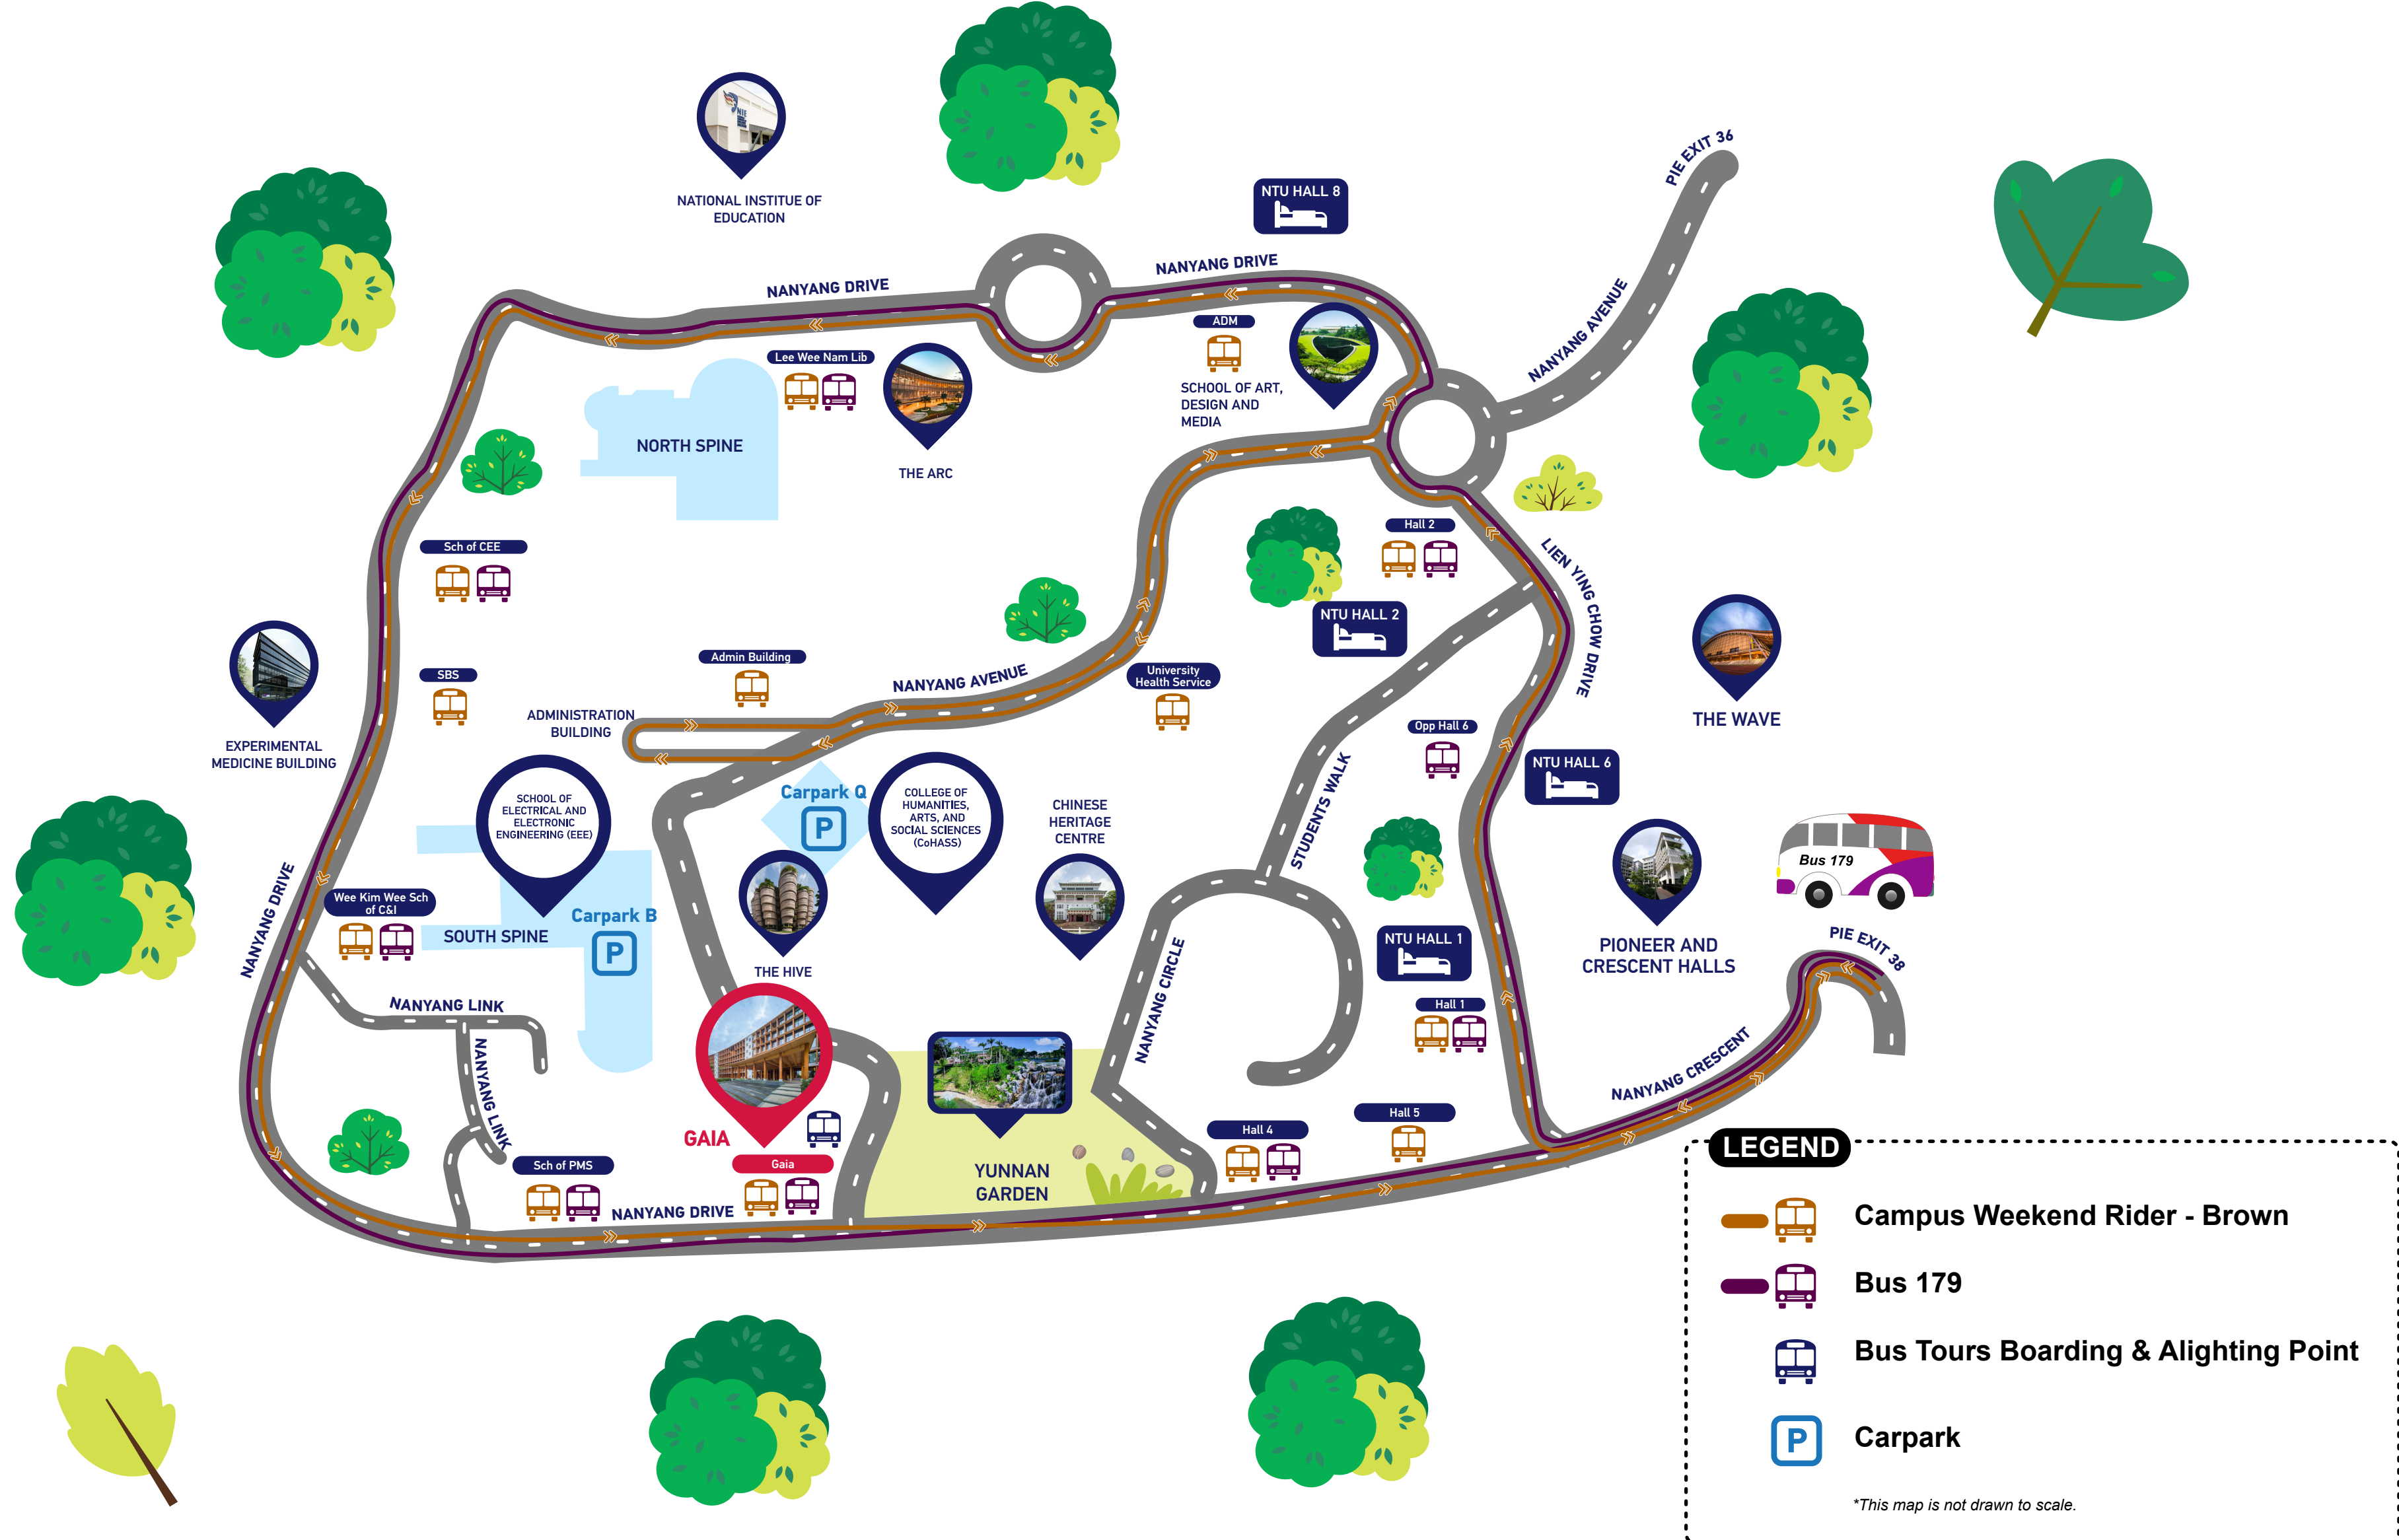 PIE EXIT 36
NIE
NATIONAL INSTITUE OF
EDUCATION
NTU HALL 8
NANYANG DRIVE
NANYANG DRIVE
NANYANG AVENUE
ADM
SCHOOL OF ART,
DESIGN AND
MEDIA
Lee Wee Nam Lib
THE ARC
NORTH SPINE
Sch of CEE
Hall 2
LIEN YING CHOW DRIVE
NTU HALL 2
THE WAVE
EXPERIMENTAL
MEDICINE BUILDING
SBS
Admin Building
ADMINISTRATION
BUILDING
NANYANG AVENUE
University
Health Service
Opp Hall 6
NTU HALL 6
STUDENTS WALK
SCHOOL OF
ELECTRICAL AND
ELECTRONIC
ENGINEERING (EEE)
Carpark Q
P
COLLEGE OF
HUMANITIES,
ARTS, AND
SOCIAL SCIENCES
(CoHASS)
CHINESE
HERITAGE
CENTRE
Bus 179
NANYANG DRIVE
Wee Kim Wee Sch
of C&I
SOUTH SPINE
Carpark B
P
THE HIVE
NTU HALL 1
PIONEER AND
CRESCENT HALLS
PIE EXIT 38
NANYANG LINK
NANYANG LINK
NANYANG CIRCLE
Hall 1
NANYANG CRESCENT
GAIA
Gaia
Sch of PMS
NANYANG DRIVE
YUNNAN
GARDEN
Hall 4
Hall 5
LEGEND
Campus Weekend Rider - Brown
Bus 179
Bus Tours Boarding & Alighting Point
P
Carpark
*This map is not drawn to scale.